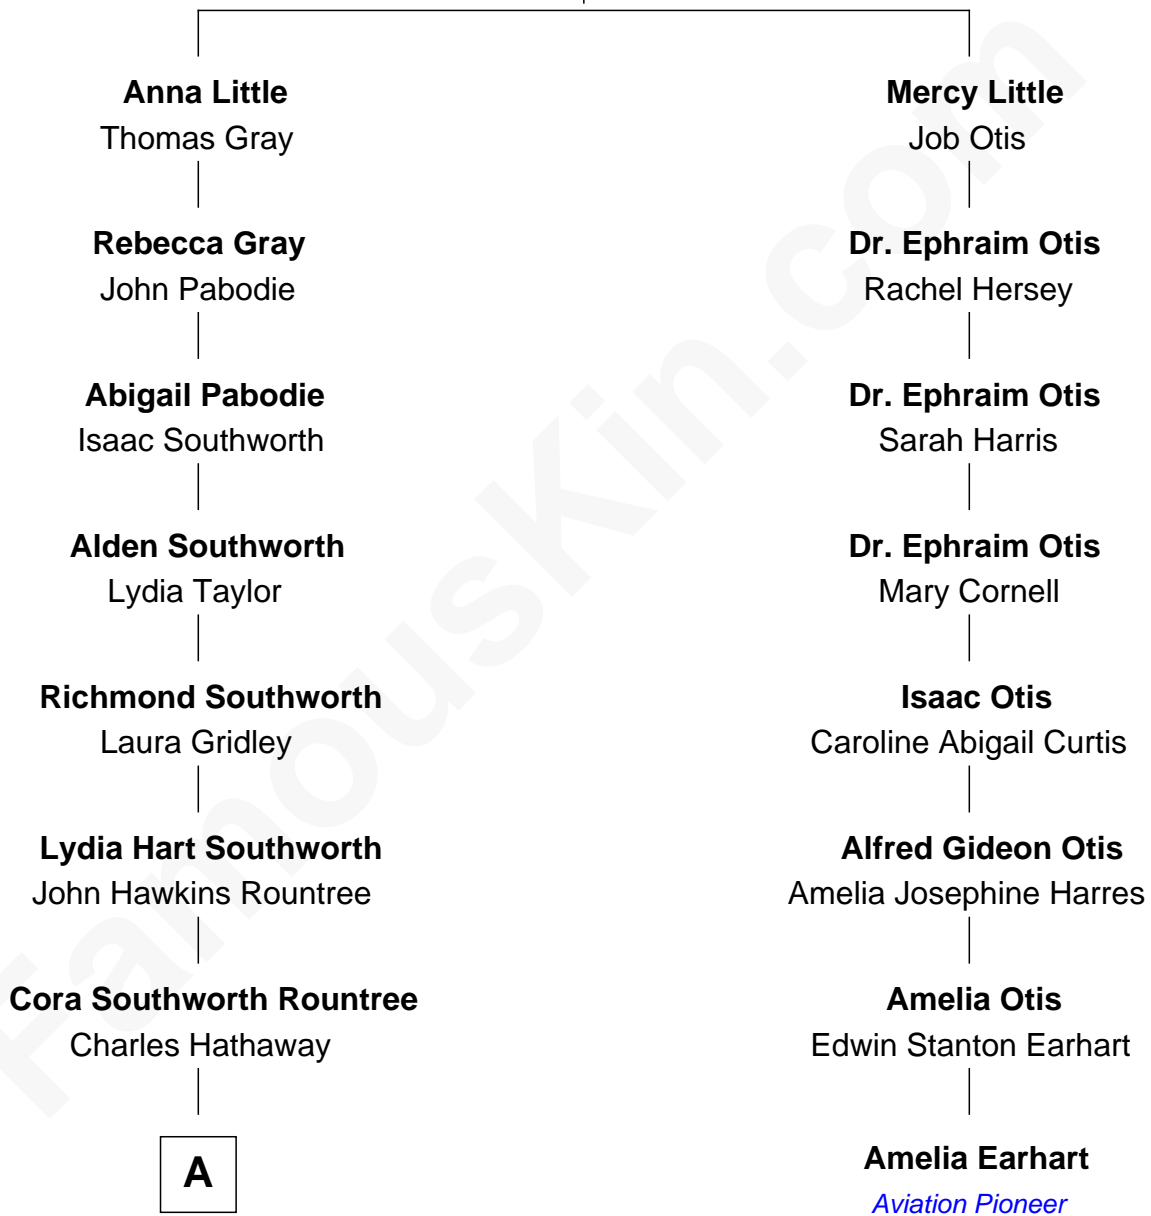 Anna Little
Thomas Gray
Rebecca Gray
John Pabodie
Abigail Pabodie
Isaac Southworth
Alden Southworth
Lydia Taylor
Richmond Southworth
Laura Gridley
Lydia Hart Southworth
John Hawkins Rountree
Cora Southworth Rountree
Charles Hathaway
A
Mercy Little
Job Otis
Dr. Ephraim Otis
Rachel Hersey
Dr. Ephraim Otis
Sarah Harris
Dr. Ephraim Otis
Mary Cornell
Isaac Otis
Caroline Abigail Curtis
Alfred Gideon Otis
Amelia Josephine Harres
Amelia Otis
Edwin Stanton Earhart
Amelia Earhart
Aviation Pioneer
FamousKin.com